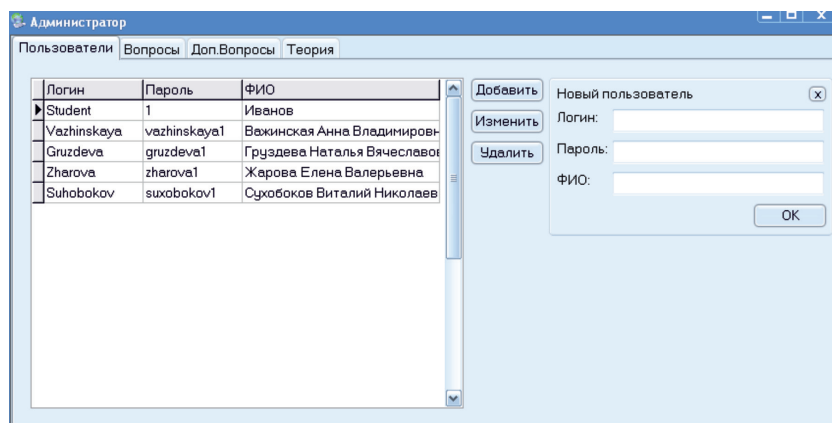 Администратор
Пользователи Вопросы Доп.Вопросы Теория
Логин Пароль ФИО
Student 1 Иванов
Vazhinskaya vazhinskaya1 Важинская Анна Владимировн
Gruzdeva gruzdeva1 Груздева Наталья Вячеславов
Zharova zharova1 Жарова Елена Валерьевна
Suhobokov suxobokov1 Сухобоков Виталий Николаев
Добавить
Изменить
Удалить
Новый пользователь x
Логин:
Пароль:
ФИО:
OK